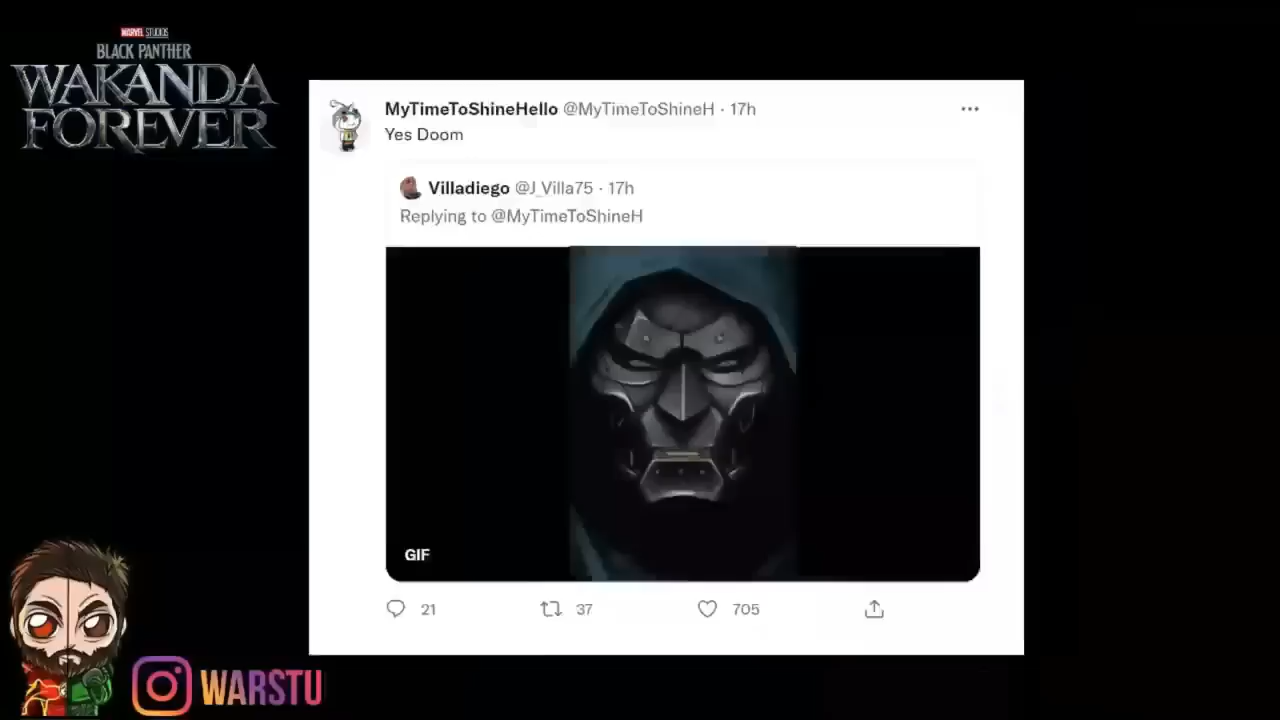 MARVEL STUDIOS
BLACK PANTHER
WAKANDA
FOREVER
MyTimeToShineHello @MyTimeToShineH · 17h
Yes Doom
Villadiego @J_Villa75 · 17h
Replying to @MyTimeToShineH
GIF
21 37 705
WARSTU